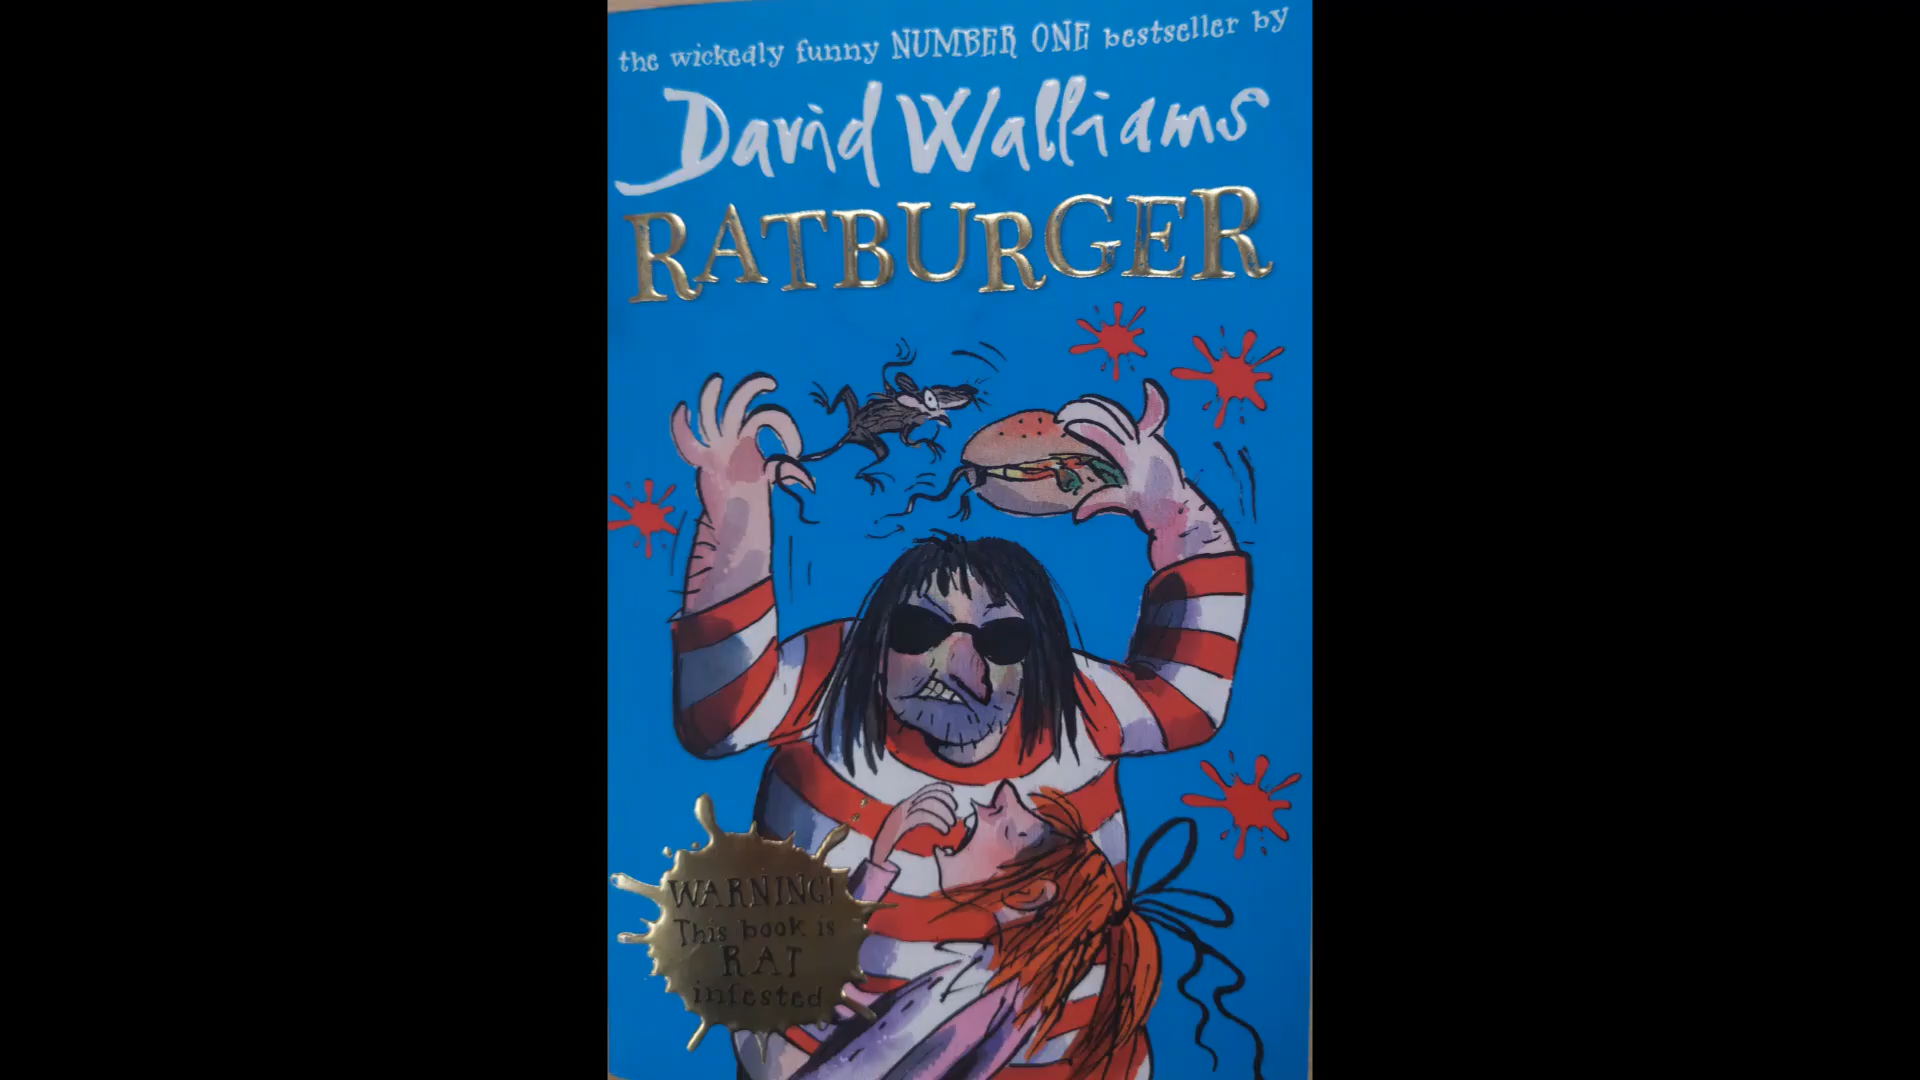 the wickedly funny NUMBER ONE bestseller by
David Walliams
RATBURGER
WARNING!
This book is
RAT
infested